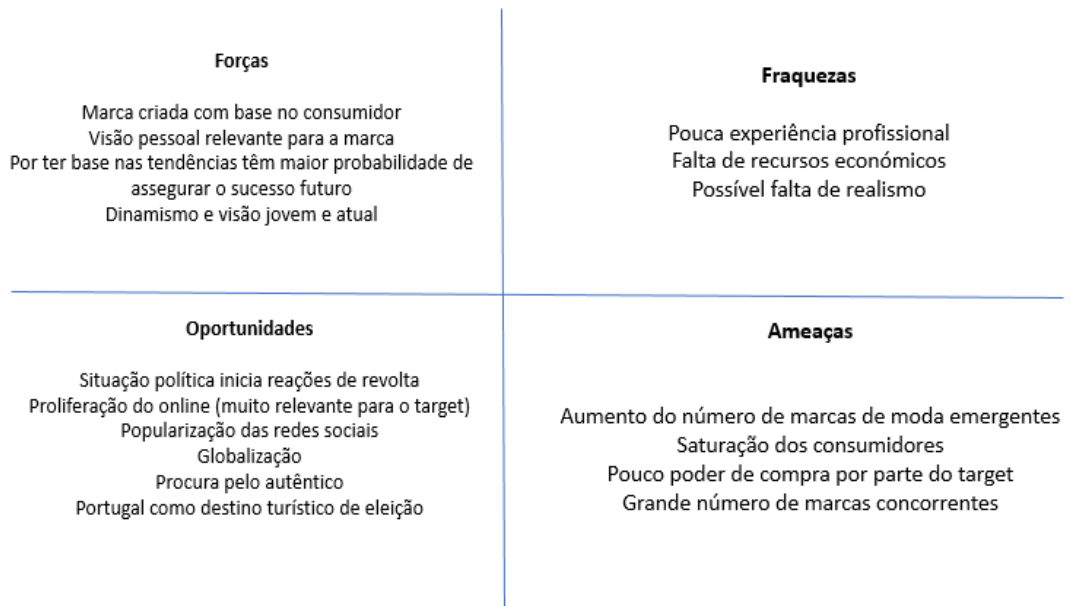 Forças
Marca criada com base no consumidor
Visão pessoal relevante para a marca
Por ter base nas tendências têm maior probabilidade de
assegurar o sucesso futuro
Dinamismo e visão jovem e atual
Fraquezas
Pouca experiência profissional
Falta de recursos económicos
Possível falta de realismo
Oportunidades
Situação política inicia reações de revolta
Proliferação do online (muito relevante para o target)
Popularização das redes sociais
Globalização
Procura pelo autêntico
Portugal como destino turístico de eleição
Ameaças
Aumento do número de marcas de moda emergentes
Saturação dos consumidores
Pouco poder de compra por parte do target
Grande número de marcas concorrentes